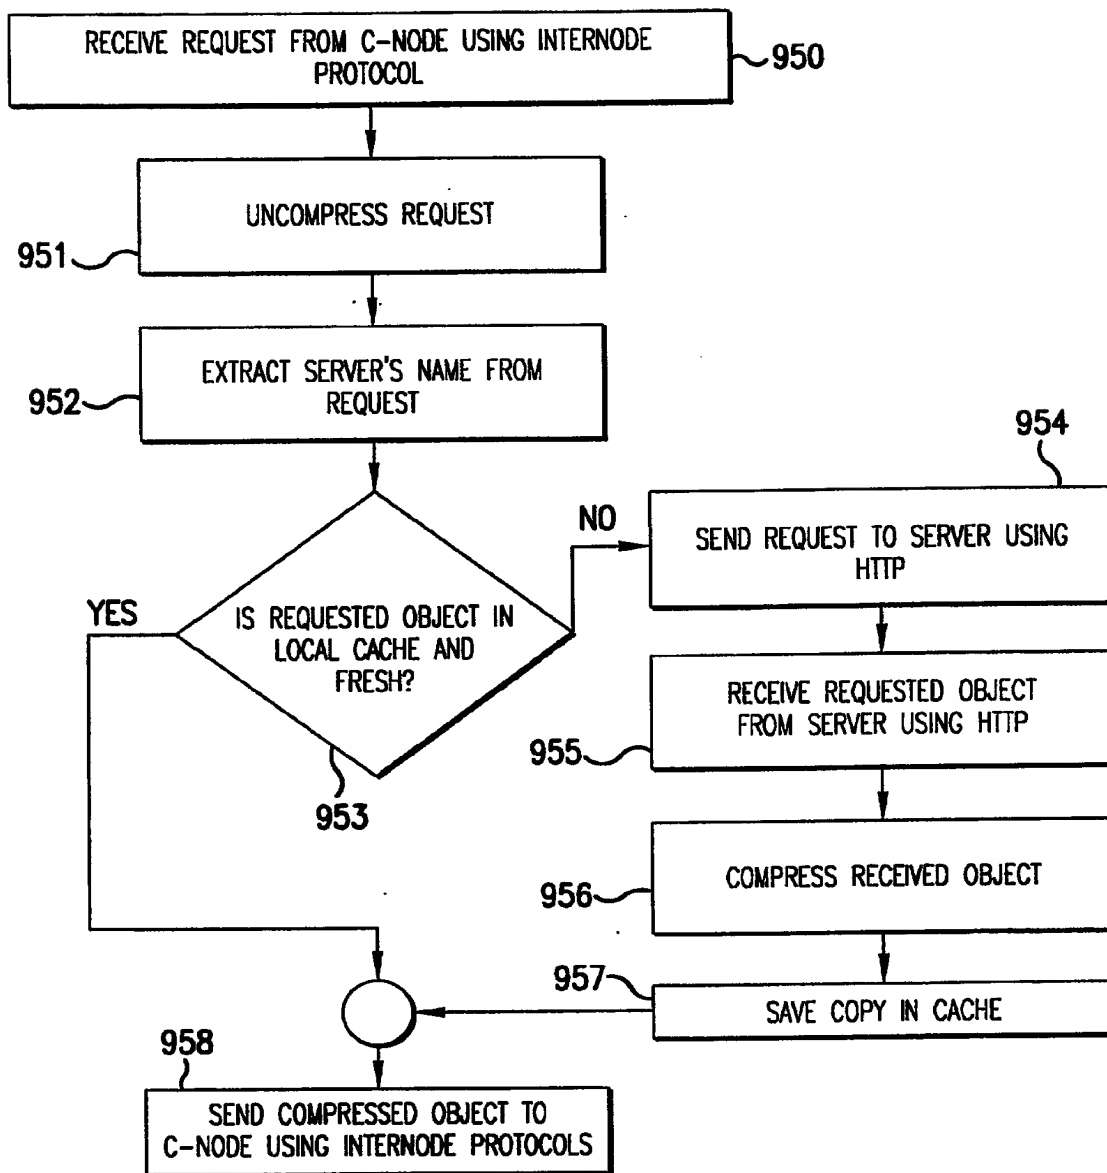 RECEIVE REQUEST FROM C-NODE USING INTERNODE
PROTOCOL
950
UNCOMPRESS REQUEST
951
EXTRACT SERVER'S NAME FROM
REQUEST
952
954
NO
SEND REQUEST TO SERVER USING
HTTP
YES
IS REQUESTED OBJECT IN
LOCAL CACHE AND
FRESH?
953
RECEIVE REQUESTED OBJECT
FROM SERVER USING HTTP
955
COMPRESS RECEIVED OBJECT
956
957
SAVE COPY IN CACHE
958
SEND COMPRESSED OBJECT TO
C-NODE USING INTERNODE PROTOCOLS